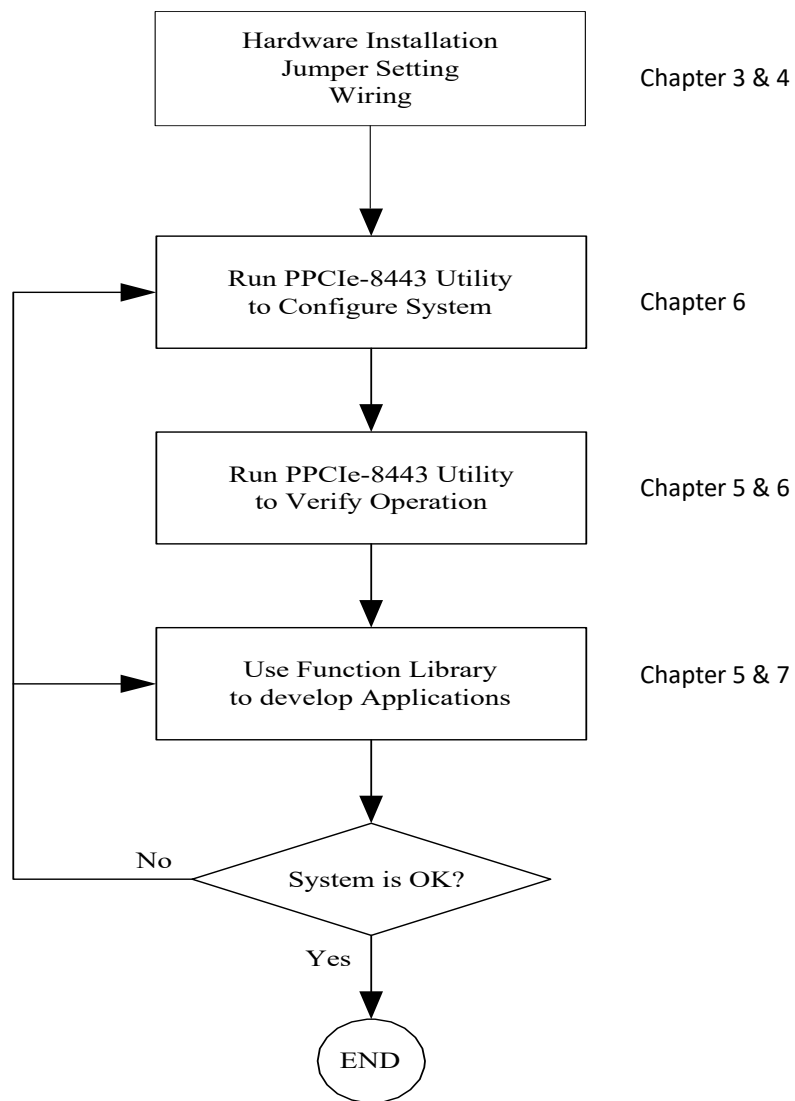 Hardware Installation
Jumper Setting
Wiring
Chapter 3 & 4
Run PPCIe-8443 Utility
to Configure System
Chapter 6
Run PPCIe-8443 Utility
to Verify Operation
Chapter 5 & 6
Use Function Library
to develop Applications
Chapter 5 & 7
No
System is OK?
Yes
END